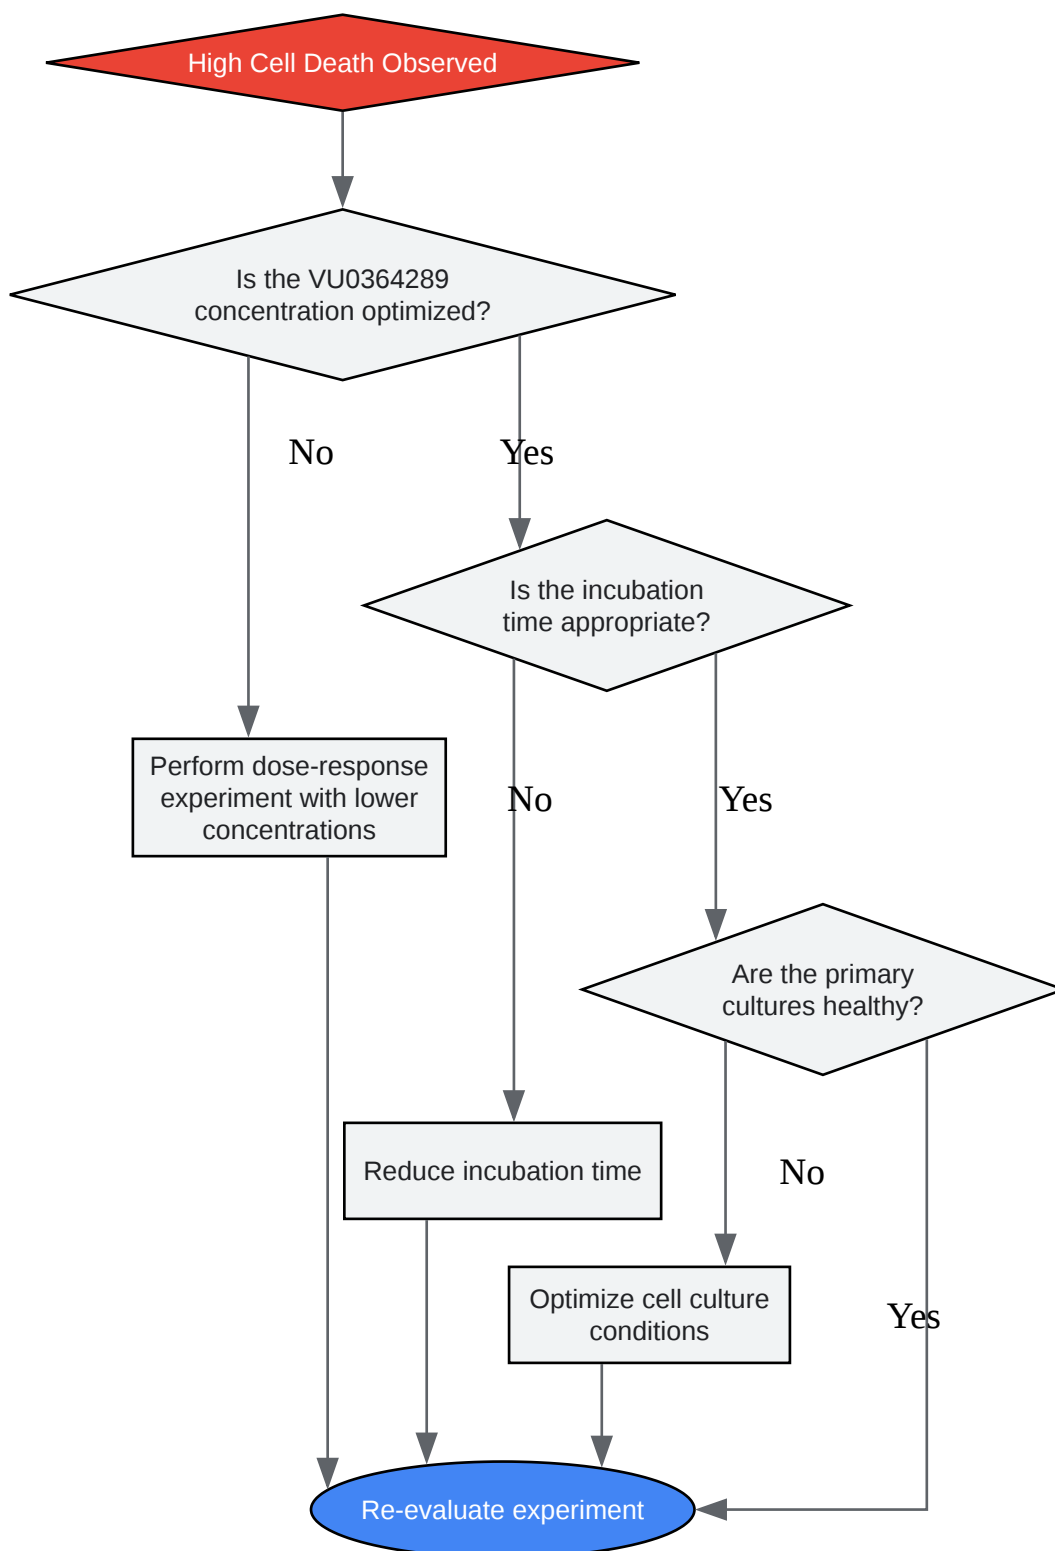 High Cell Death Observed
Is the VU0364289
concentration optimized?
No
Yes
Is the incubation
time appropriate?
Perform dose-response
experiment with lower
concentrations
No
Yes
Are the primary
cultures healthy?
Reduce incubation time
No
Optimize cell culture
conditions
Yes
Re-evaluate experiment